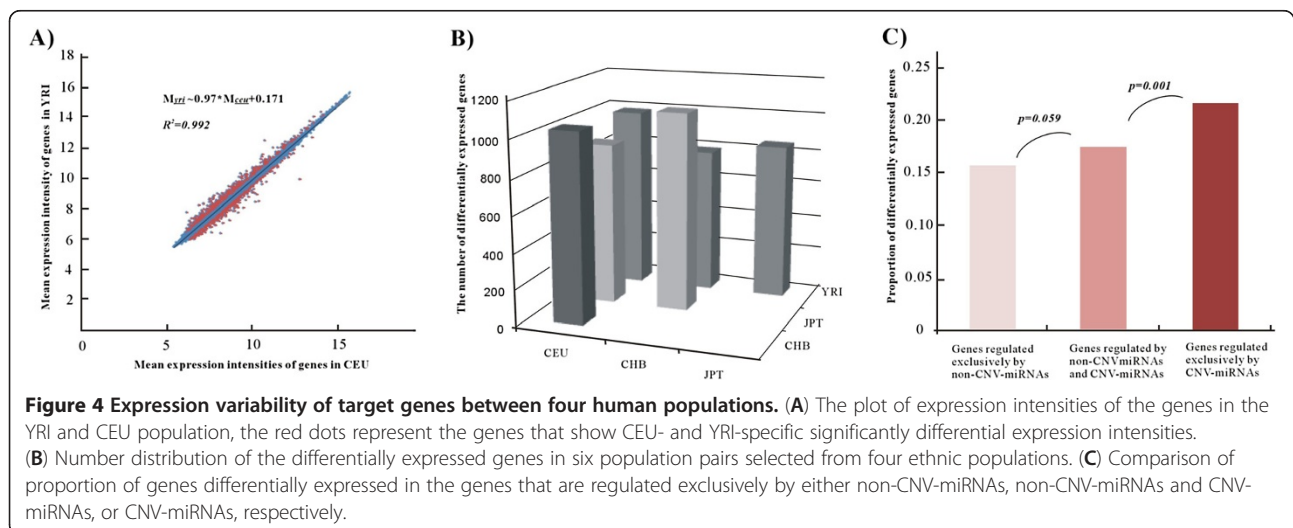 A)
18
16
14
12
10
8
6
4
2
0
5
10
15
Mean expression intensity of genes in YRI
Mean expression intensities of genes in CEU
Myri~0.97*Mceu+0.171
R²=0.992
B)
1200
1000
800
600
400
200
0
The number of differentially expressed genes
CEU
CHB
JPT
CHB
JPT
YRI
C)
0.25
0.20
0.15
0.10
0.05
0
Proportion of differentially expressed genes
p=0.059
p=0.001
Genes regulated
exclusively by
non-CNV-miRNAs
Genes regulated by
non-CNVmiRNAs
and CNV-miRNAs
Genes regulated
exclusively by
CNV-miRNAs
Figure 4 Expression variability of target genes between four human populations. (A) The plot of expression intensities of the genes in the
YRI and CEU population, the red dots represent the genes that show CEU- and YRI-specific significantly differential expression intensities.
(B) Number distribution of the differentially expressed genes in six population pairs selected from four ethnic populations. (C) Comparison of
proportion of genes differentially expressed in the genes that are regulated exclusively by either non-CNV-miRNAs, non-CNV-miRNAs and CNV-
miRNAs, or CNV-miRNAs, respectively.